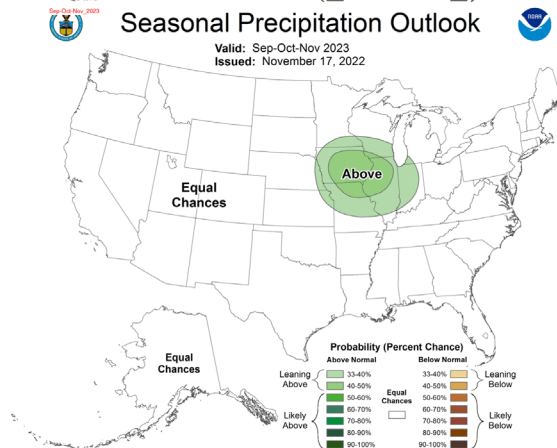 Sep-Oct-Nov_2023
Seasonal Precipitation Outlook
NOAA
Valid: Sep-Oct-Nov 2023
Issued: November 17, 2022
Above
Equal
Chances
Equal
Chances
Probability (Percent Chance)
Above Normal Below Normal
Leaning
Above
33-40%
40-50%
Likely
Above
50-60%
60-70%
70-80%
80-90%
90-100%
Equal
Chances
33-40%
40-50%
Leaning
Below
50-60%
60-70%
70-80%
80-90%
90-100%
Likely
Below